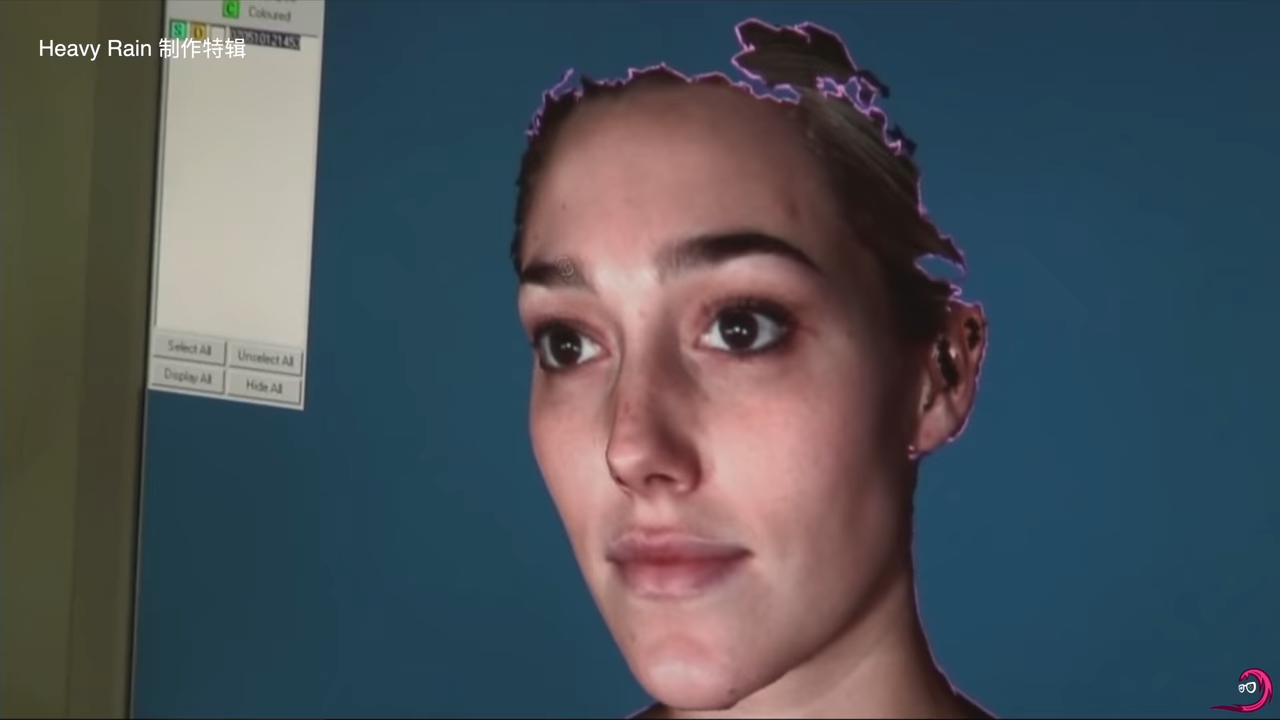 Coloured
C
S
Heavy Rain 制作特辑
Select All
Unselect All
Display All
Hide All